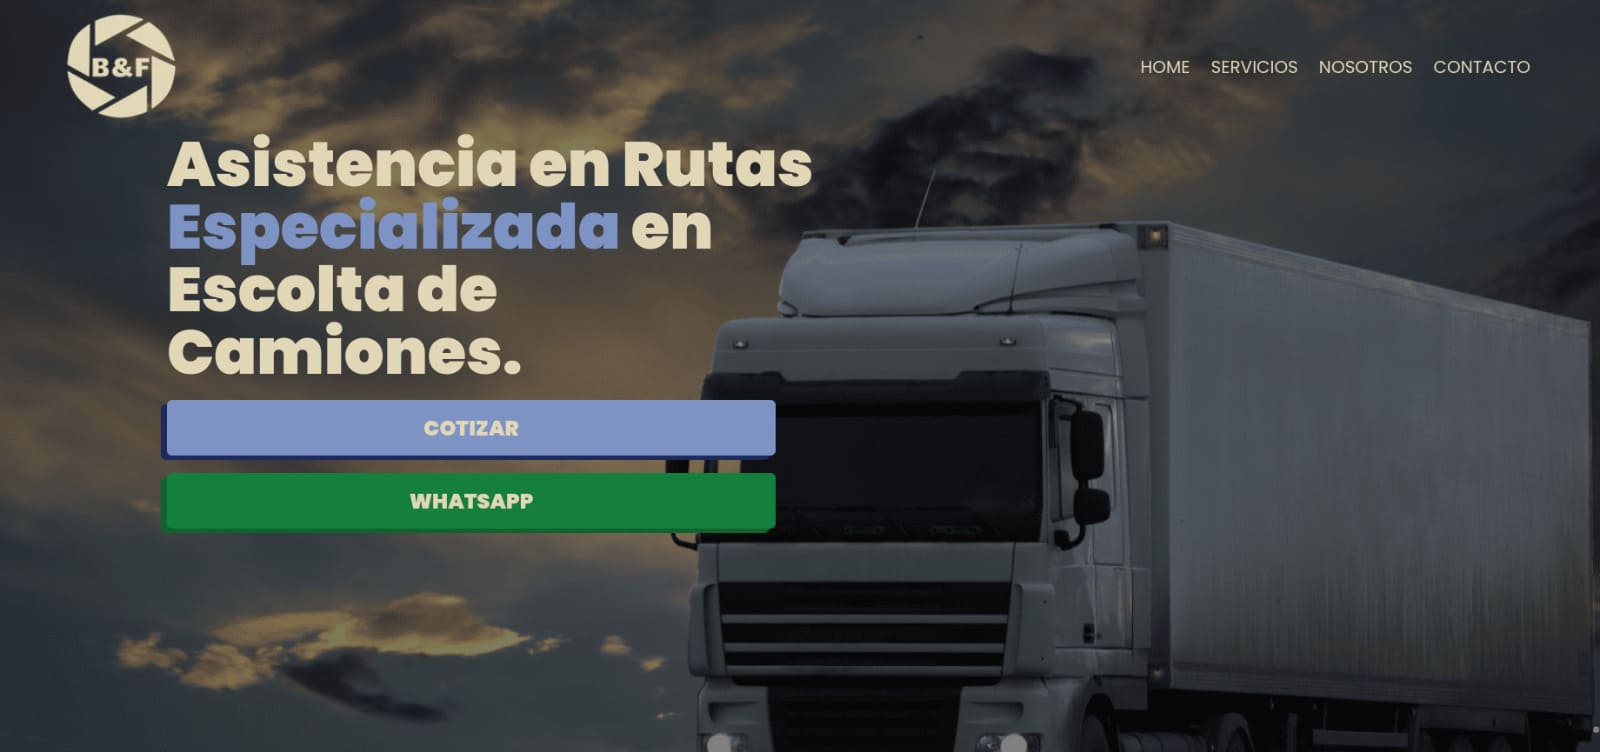 B&F
HOME SERVICIOS NOSOTROS CONTACTO
Asistencia en Rutas
Especializada en
Escolta de
Camiones.
COTIZAR
WHATSAPP